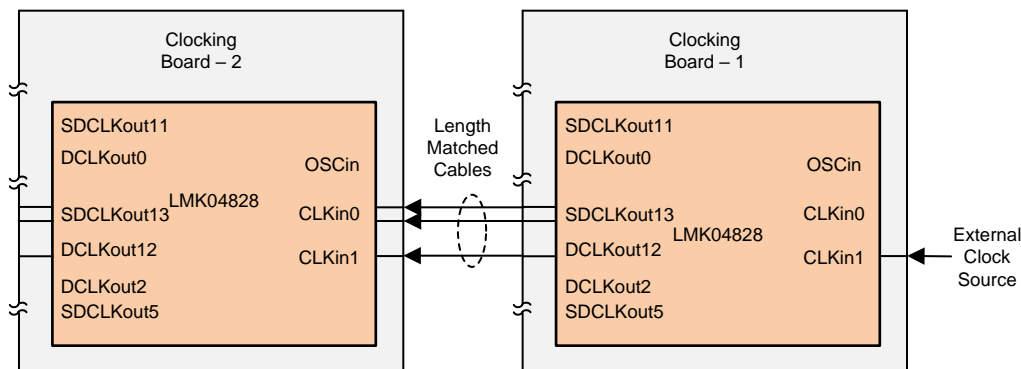 Clocking
Board – 2
SDCLKout11
DCLKout0
OSCin
SDCLKout13
LMK04828
CLKin0
DCLKout12
CLKin1
DCLKout2
SDCLKout5
Length
Matched
Cables
Clocking
Board – 1
SDCLKout11
DCLKout0
OSCin
SDCLKout13
LMK04828
CLKin0
DCLKout12
CLKin1
DCLKout2
SDCLKout5
External
Clock
Source